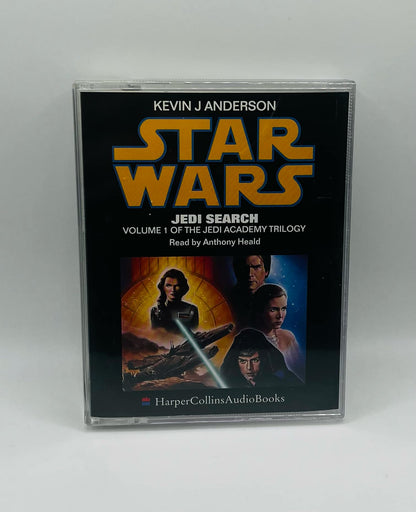 KEVIN J ANDERSON
STAR
WARS
JEDI SEARCH
VOLUME 1 OF THE JEDI ACADEMY TRILOGY
Read by Anthony Heald
HarperCollinsAudioBooks